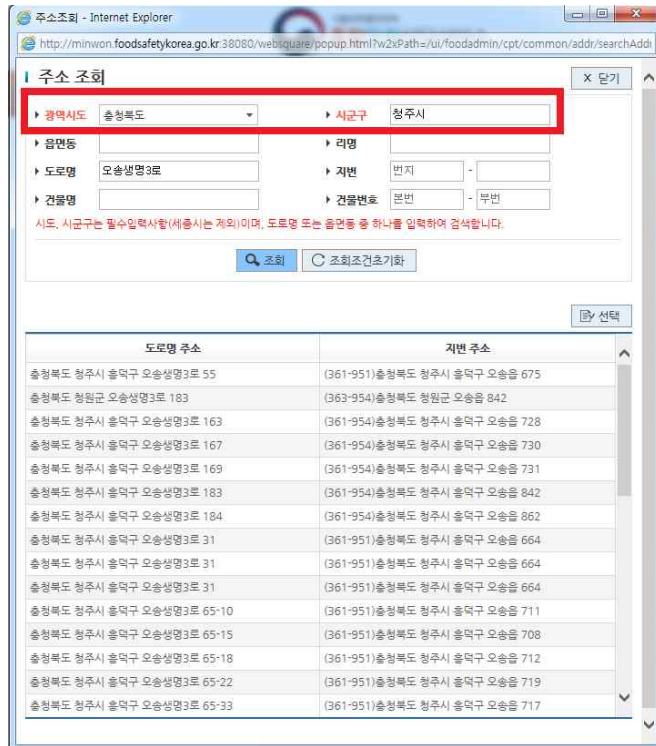 주소조회 - Internet Explorer
http://minwon.foodsafetykorea.go.kr:38080/websquare/popup.html?w2xPath=/ui/foodadmin/cpt/common/addr/searchAddr
주소 조회 X 닫기
광역시도 충청북도 시군구 청주시
읍면동 리명
도로명 오송생명3로 지번 번지 -
건물명 건물번호 본번 - 부번
시도, 시군구는 필수입력사항(세종시는 제외)이며, 도로명 또는 읍면동 중 하나를 입력하여 검색합니다.
조회 조회조건초기화
선택
도로명 주소 지번 주소
충청북도 청주시 흥덕구 오송생명3로 55 (361-951)충청북도 청주시 흥덕구 오송읍 675
충청북도 청원군 오송생명3로 183 (363-954)충청북도 청원군 오송읍 842
충청북도 청주시 흥덕구 오송생명3로 163 (361-954)충청북도 청주시 흥덕구 오송읍 728
충청북도 청주시 흥덕구 오송생명3로 167 (361-954)충청북도 청주시 흥덕구 오송읍 730
충청북도 청주시 흥덕구 오송생명3로 169 (361-954)충청북도 청주시 흥덕구 오송읍 731
충청북도 청주시 흥덕구 오송생명3로 183 (361-954)충청북도 청주시 흥덕구 오송읍 842
충청북도 청주시 흥덕구 오송생명3로 184 (361-954)충청북도 청주시 흥덕구 오송읍 862
충청북도 청주시 흥덕구 오송생명3로 31 (361-951)충청북도 청주시 흥덕구 오송읍 664
충청북도 청주시 흥덕구 오송생명3로 31 (361-951)충청북도 청주시 흥덕구 오송읍 664
충청북도 청주시 흥덕구 오송생명3로 31 (361-951)충청북도 청주시 흥덕구 오송읍 664
충청북도 청주시 흥덕구 오송생명3로 65-10 (361-951)충청북도 청주시 흥덕구 오송읍 711
충청북도 청주시 흥덕구 오송생명3로 65-15 (361-951)충청북도 청주시 흥덕구 오송읍 708
충청북도 청주시 흥덕구 오송생명3로 65-18 (361-951)충청북도 청주시 흥덕구 오송읍 712
충청북도 청주시 흥덕구 오송생명3로 65-22 (361-951)충청북도 청주시 흥덕구 오송읍 719
충청북도 청주시 흥덕구 오송생명3로 65-33 (361-951)충청북도 청주시 흥덕구 오송읍 717